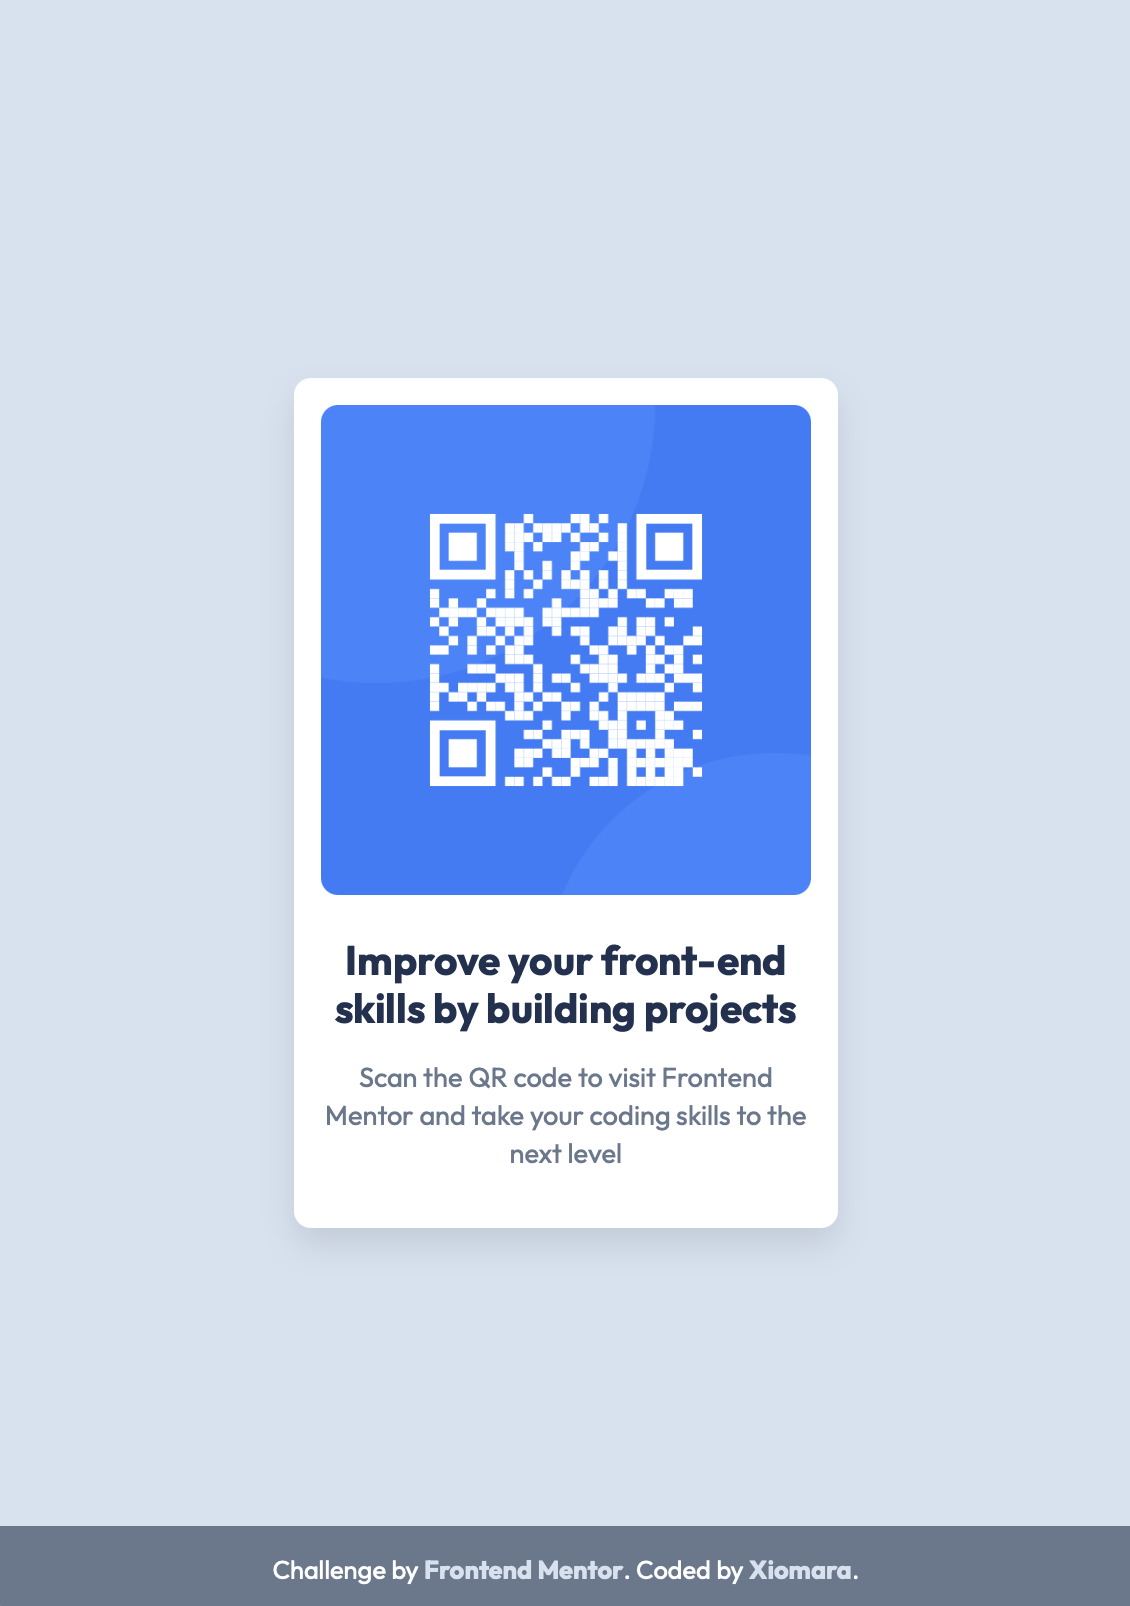 Improve your front-end
skills by building projects
Scan the QR code to visit Frontend
Mentor and take your coding skills to the
next level
Challenge by Frontend Mentor. Coded by Xiomara.